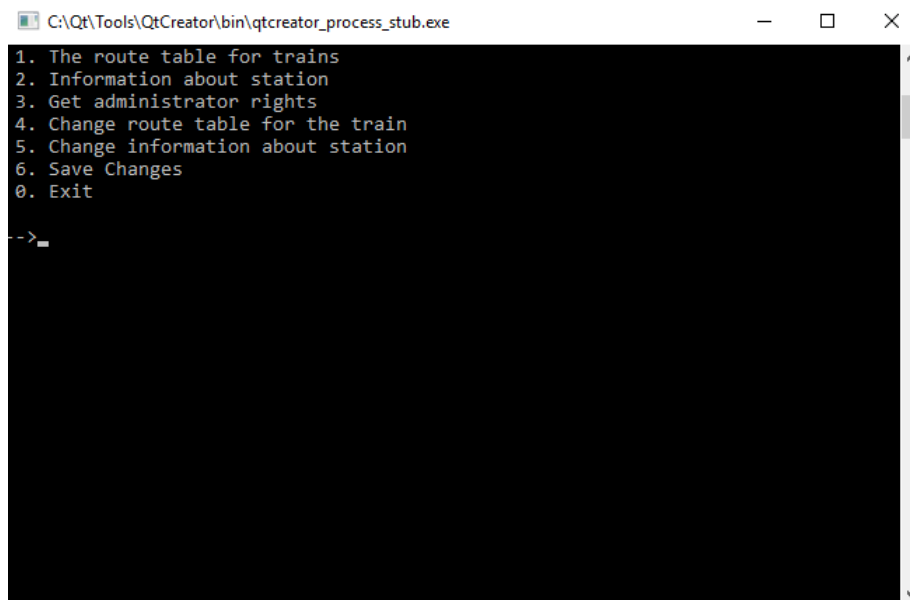 C:\Qt\Tools\QtCreator\bin\qtcreator_process_stub.exe
1. The route table for trains
2. Information about station
3. Get administrator rights
4. Change route table for the train
5. Change information about station
6. Save Changes
0. Exit
-->